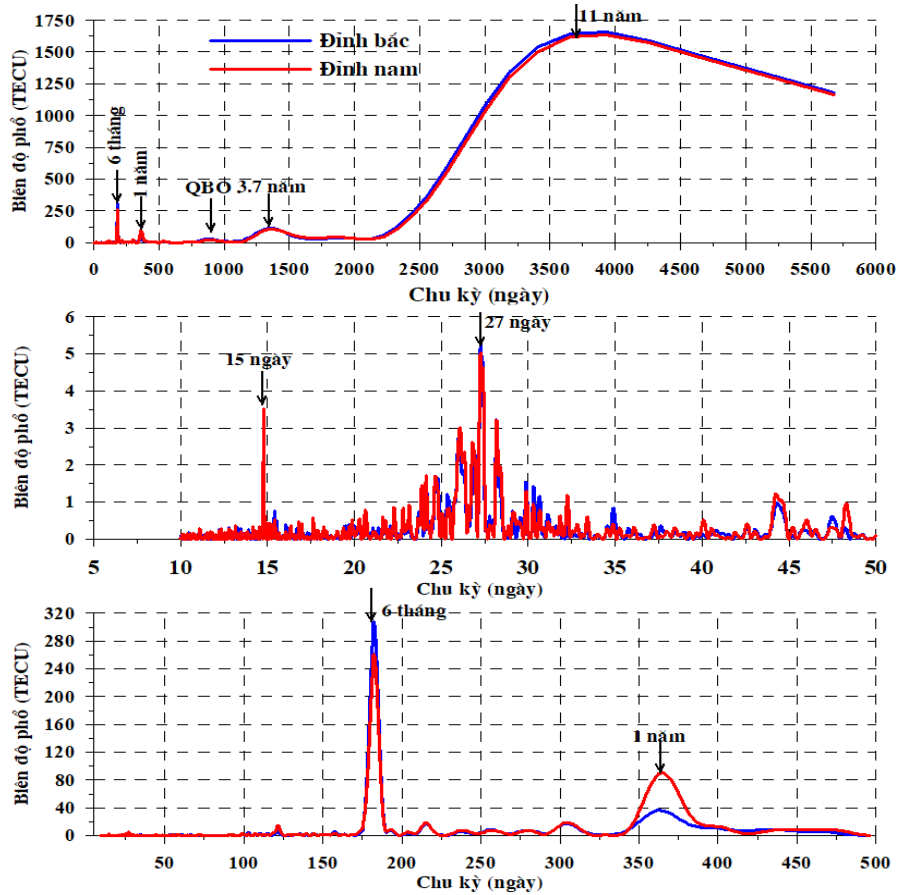 11 năm
1750
Đỉnh bắc
Đỉnh nam
1500
1250
1000
750
500
250
0
Biên độ phổ (TECU)
6 tháng
1 năm
QBO 3.7 năm
0 500 1000 1500 2000 2500 3000 3500 4000 4500 5000 5500 6000
Chu kỳ (ngày)
27 ngày
15 ngày
6
5
4
3
2
1
0
Biên độ phổ (TECU)
5 10 15 20 25 30 35 40 45 50
Chu kỳ (ngày)
6 tháng
320
280
240
200
160
120
80
40
0
Biên độ phổ (TECU)
1 năm
50 100 150 200 250 300 350 400 450 500
Chu kỳ (ngày)